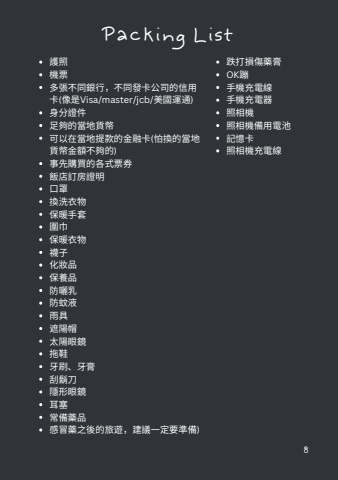 Packing List
護照
機票
多張不同銀行，不同發卡公司的信用
卡(像是Visa/master/jcb/美國運通)
身分證件
足夠的當地貨幣
可以在當地提款的金融卡(怕換的當地
貨幣金額不夠的)
事先購買的各式票券
飯店訂房證明
口罩
換洗衣物
保暖手套
圍巾
保暖衣物
襪子
化妝品
保養品
防曬乳
防蚊液
雨具
遮陽帽
太陽眼鏡
拖鞋
牙刷、牙膏
刮鬍刀
隱形眼鏡
耳塞
常備藥品
感冒藥之後的旅遊，建議一定要準備)
跌打損傷藥膏
OK蹦
手機充電線
手機充電器
照相機
照相機備用電池
記憶卡
照相機充電線
8